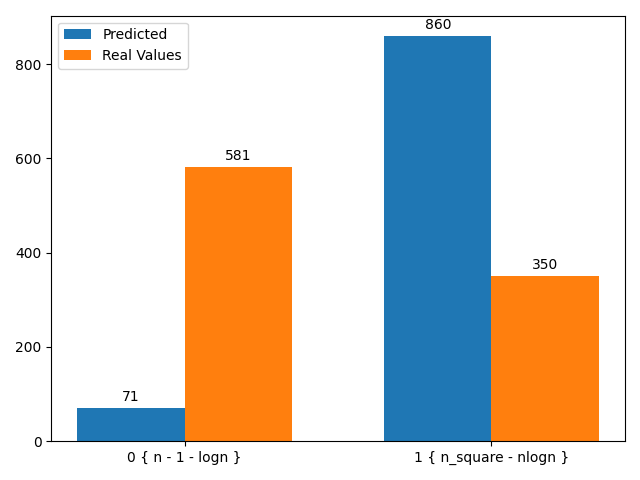 Predicted
Real Values
860
581
350
71
800
600
400
200
0
0 { n - 1 - logn }
1 { n_square - nlogn }